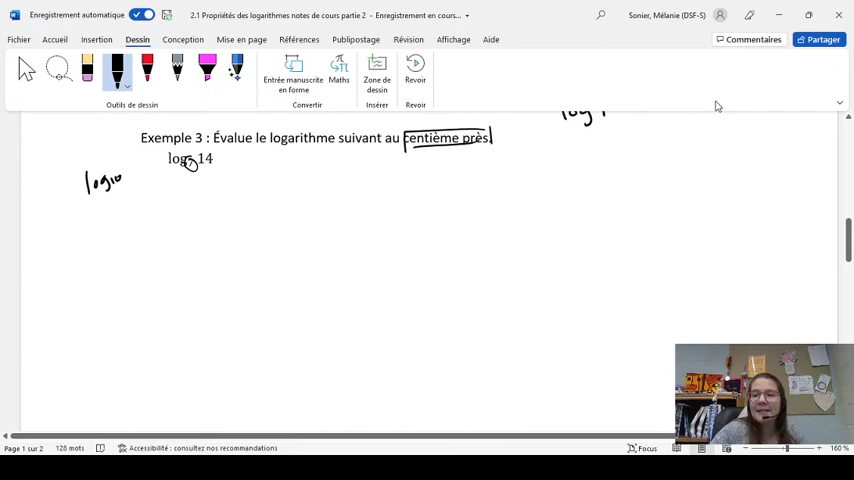 Enregistrement automatique
2.1 Propriétés des logarithmes notes de cours partie 2 - Enregistrement en cours...
Sonier, Mélanie (DSF-S)
Fichier Accueil Insertion Dessin Conception Mise en page Références Publipostage Révision Affichage Aide
Commentaires Partager
Entrée manuscrite en forme
Maths
Zone de dessin
Revoir
Outils de dessin
Convertir
Insérer
Revoir
Exemple 3 : Évalue le logarithme suivant au centième près.
log₇ 14
log10
Page 1 sur 2 128 mots Accessibilité : consultez nos recommandations Focus 160 %